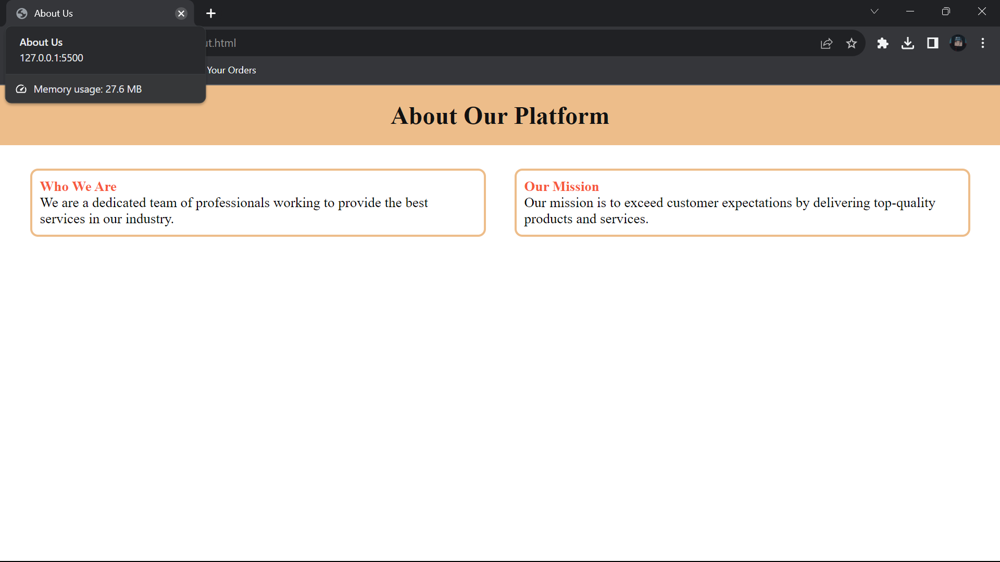 About Us
About Us
127.0.0.1:5500
Memory usage: 27.6 MB
.html
Your Orders
About Our Platform
Who We Are
We are a dedicated team of professionals working to provide the best
services in our industry.
Our Mission
Our mission is to exceed customer expectations by delivering top-quality
products and services.